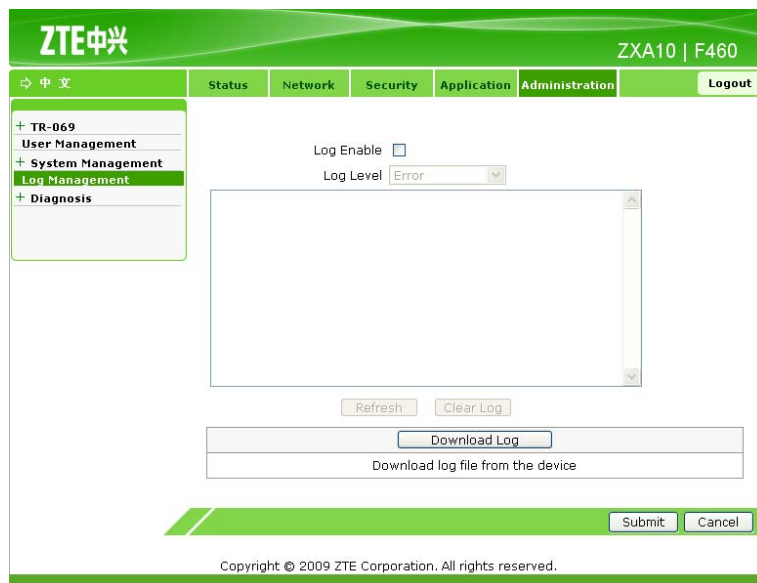 ZTE中兴
ZXA10 | F460
中 文
Status Network Security Application Administration Logout
+ TR-069
User Management
+ System Management
Log Management
+ Diagnosis
Log Enable
Log Level Error
Refresh Clear Log
Download Log
Download log file from the device
Submit Cancel
Copyright © 2009 ZTE Corporation. All rights reserved.